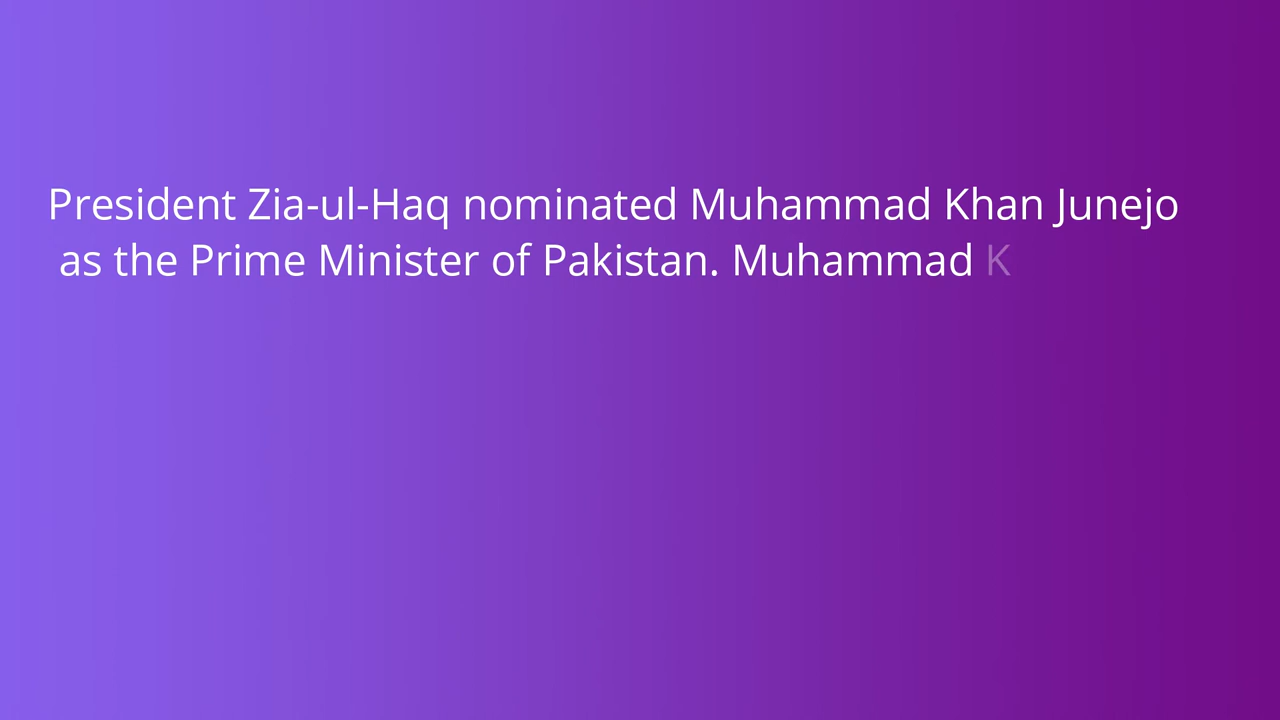 President Zia-ul-Haq nominated Muhammad Khan Junejo
as the Prime Minister of Pakistan. Muhammad K